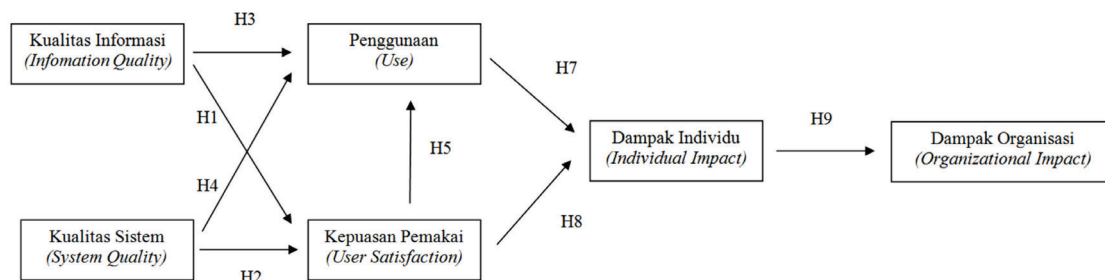 H3
Kualitas Informasi
(Infomation Quality)
Penggunaan
(Use)
H7
H1
H9
Dampak Individu
(Individual Impact)
Dampak Organisasi
(Organizational Impact)
H5
H4
H8
Kualitas Sistem
(System Quality)
Kepuasan Pemakai
(User Satisfaction)
H2